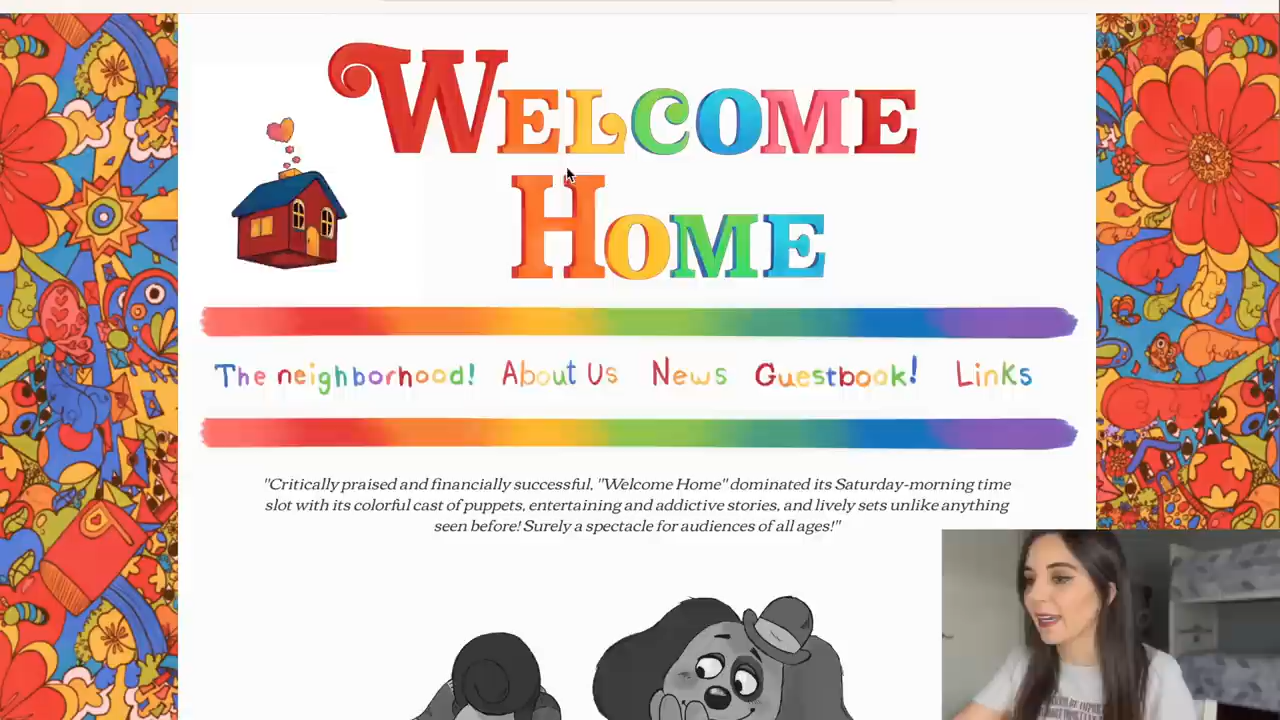 WELCOME
HOME
The neighborhood! About Us News Guestbook! Links
"Critically praised and financially successful, "Welcome Home" dominated its Saturday-morning time
slot with its colorful cast of puppets, entertaining and addictive stories, and lively sets unlike anything
seen before! Surely a spectacle for audiences of all ages!"